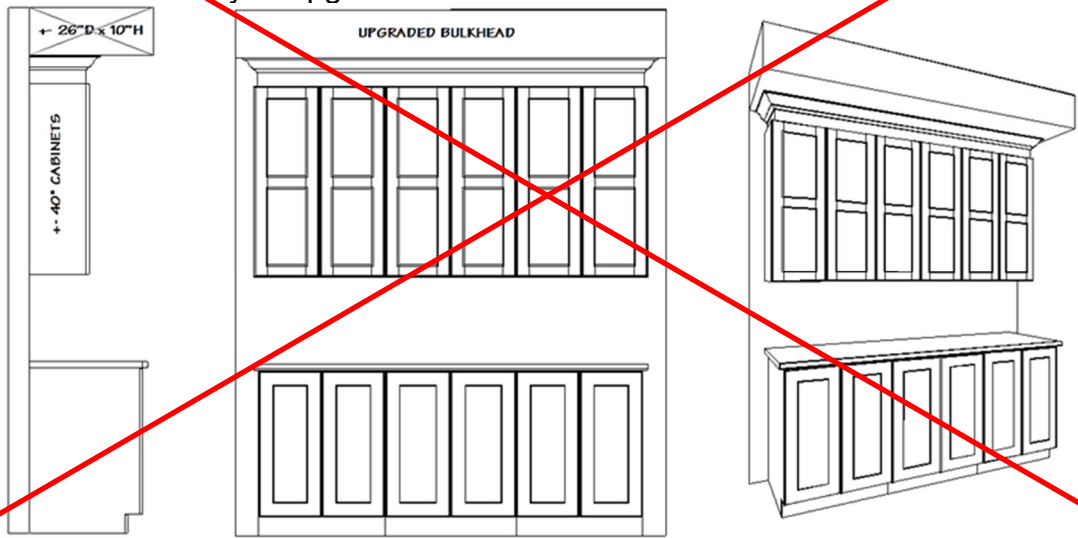 +- 26"D x 10"H
UPGRADED BULKHEAD
+- 40" CABINETS